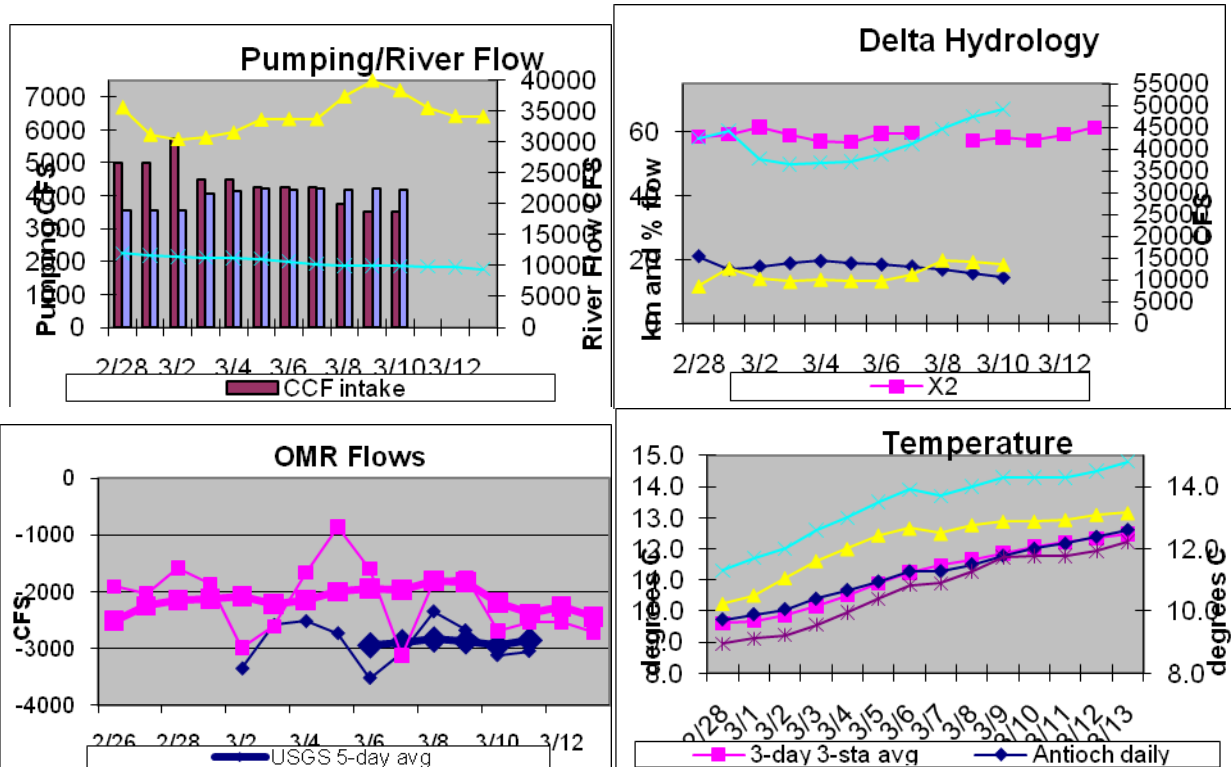 Pumping/River Flow
7000
6000
5000
4000
3000
2000
1000
0
Pumping CFS
40000
35000
30000
25000
20000
15000
10000
5000
0
River Flow CFS
2/28 3/2 3/4 3/6 3/8 3/10 3/12
CCF intake
Delta Hydrology
60
40
20
0
km and % flow
55000
50000
45000
40000
35000
30000
25000
20000
15000
10000
5000
0
CFS
2/28 3/2 3/4 3/6 3/8 3/10 3/12
X2
OMR Flows
0
-1000
-2000
-3000
-4000
CFS
2/26 2/28 3/2 3/4 3/6 3/8 3/10 3/12
USGS 5-day avg
Temperature
15.0
14.0
13.0
12.0
11.0
10.0
9.0
8.0
degrees C
14.0
12.0
10.0
8.0
degrees C
2/28 3/1 3/2 3/3 3/4 3/5 3/6 3/7 3/8 3/9 3/10 3/11 3/12 3/13
3-day 3-sta avg Antioch daily